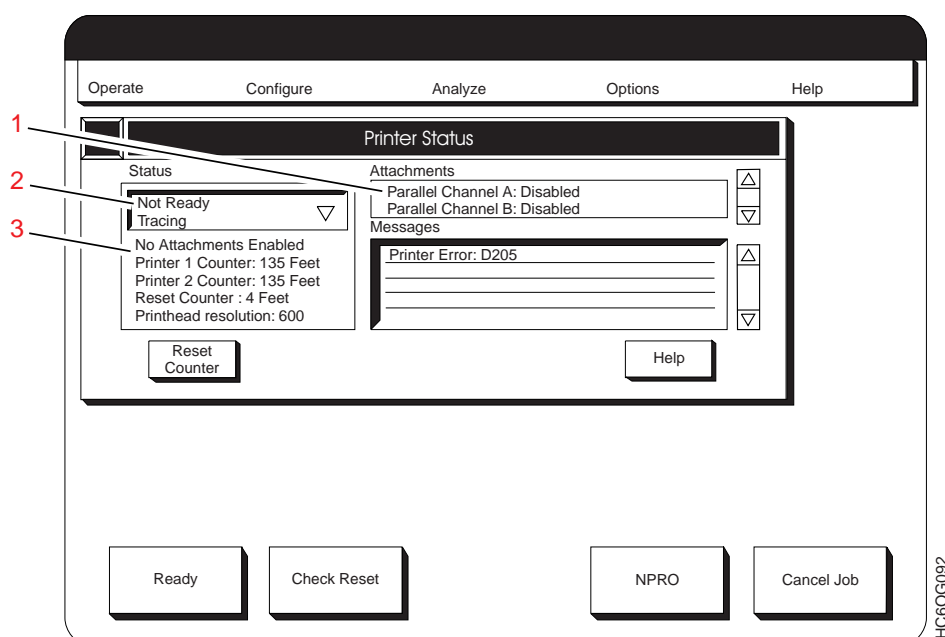 Operate Configure Analyze Options Help
1
Printer Status
Status
Attachments
2
Not Ready
Tracing
Parallel Channel A: Disabled
Parallel Channel B: Disabled
3
No Attachments Enabled
Printer 1 Counter: 135 Feet
Printer 2 Counter: 135 Feet
Reset Counter : 4 Feet
Printhead resolution: 600
Messages
Printer Error: D205
Reset
Counter
Help
Ready
Check Reset
NPRO
Cancel Job
HC6OG092